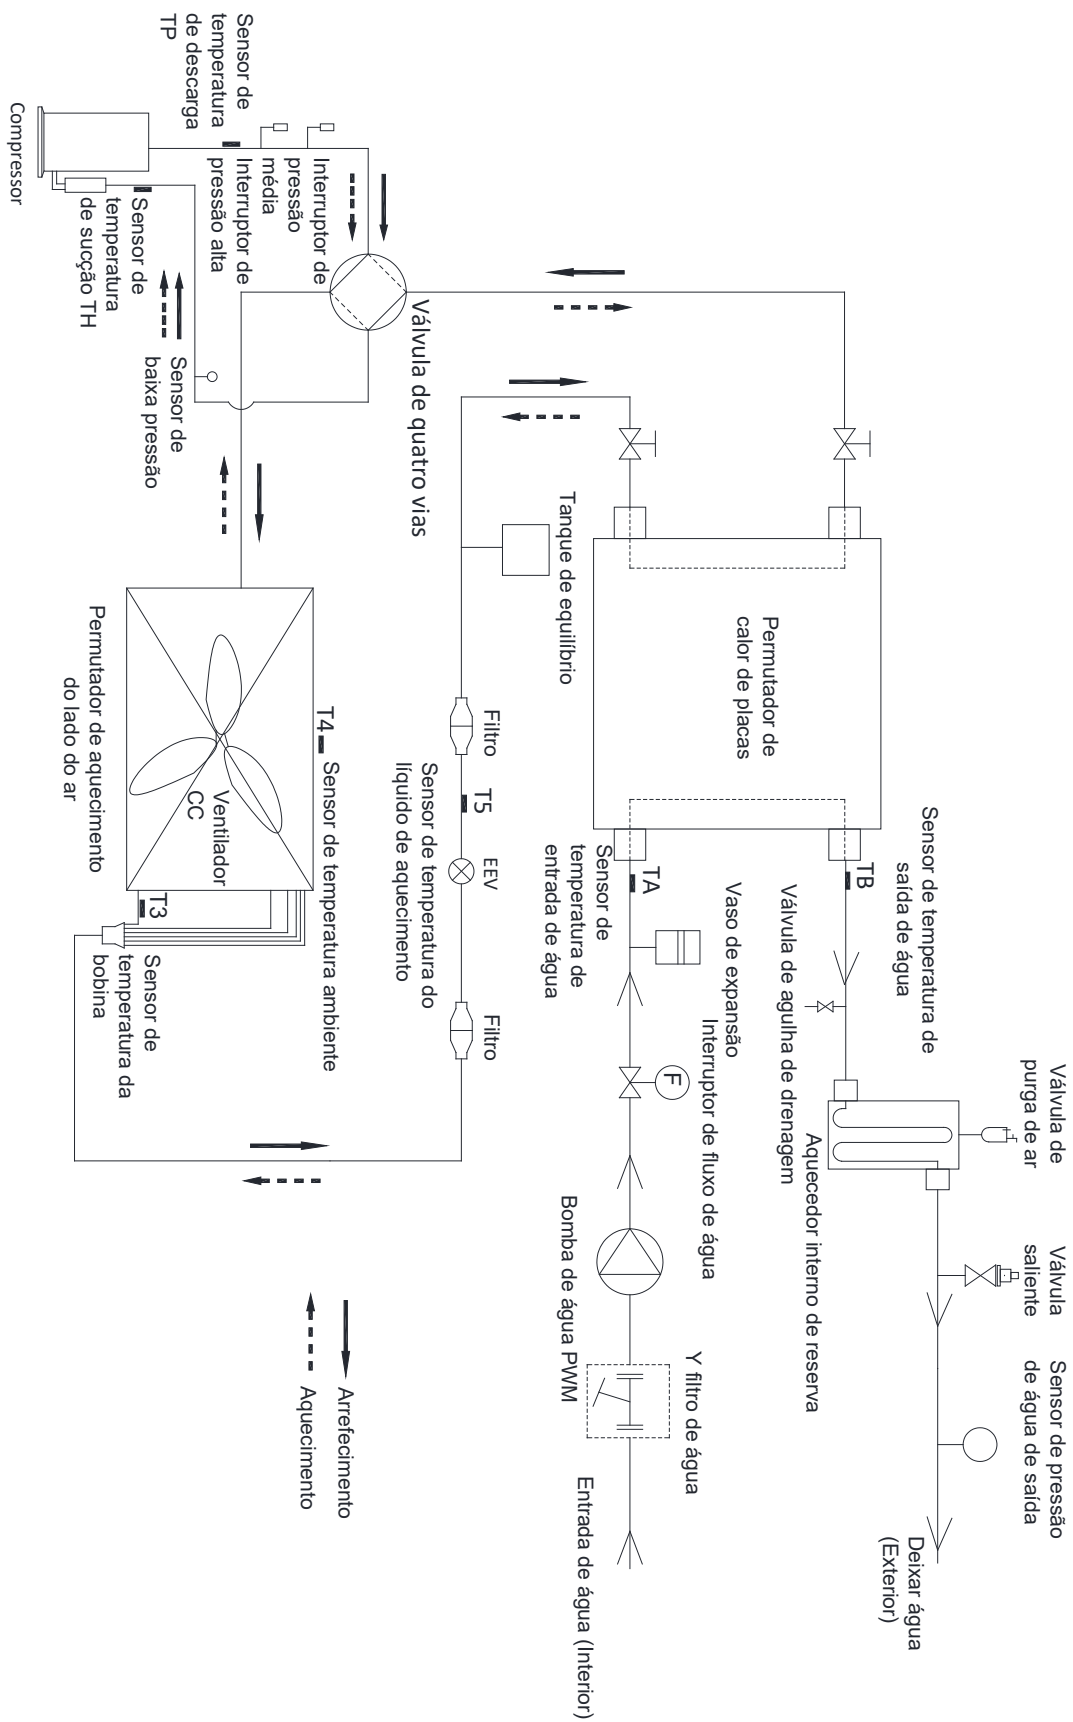 Sensor de
temperatura
de descarga
TP
Compressor
Interruptor de
pressão
média
Interruptor de
pressão alta
Sensor de
temperatura
de sucção TH
Sensor de
baixa pressão
Válvula de quatro vias
Tanque de equilíbrio
Permutador de
calor de placas
Permutador de aquecimento
do lado do ar
Ventilador
CC
T4
Sensor de temperatura ambiente
T3
Sensor de
temperatura da
bobina
Filtro
T5
Sensor de temperatura do
líquido de aquecimento
EEV
Filtro
TA
Sensor de
temperatura de
entrada de água
TB
Sensor de temperatura de
saída de água
Vaso de expansão
Válvula de agulha de drenagem
Interruptor de fluxo de água
F
Aquecedor interno de reserva
Válvula de
purga de ar
Válvula
saliente
Sensor de pressão
de água de saída
Bomba de água PWM
Y filtro de água
Entrada de água (Interior)
Deixar água
(Exterior)
Arrefecimento
Aquecimento